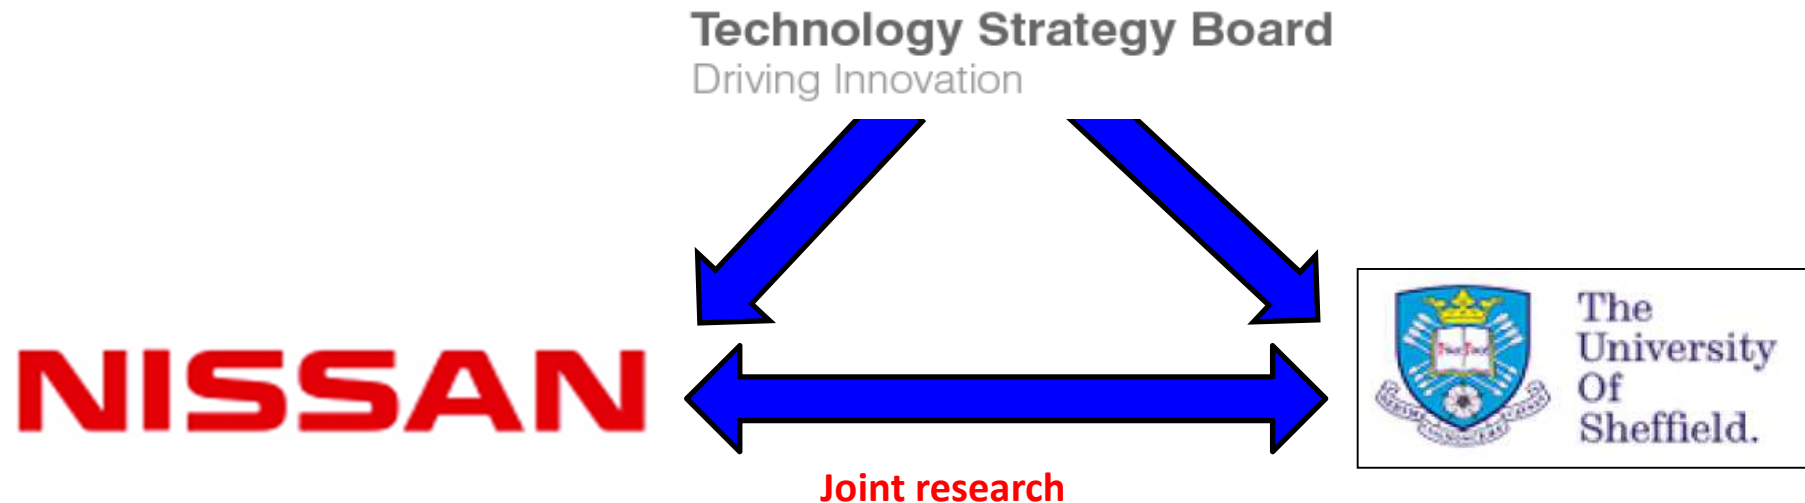 Technology Strategy Board
Driving Innovation
NISSAN
The
University
Of
Sheffield.
Joint research